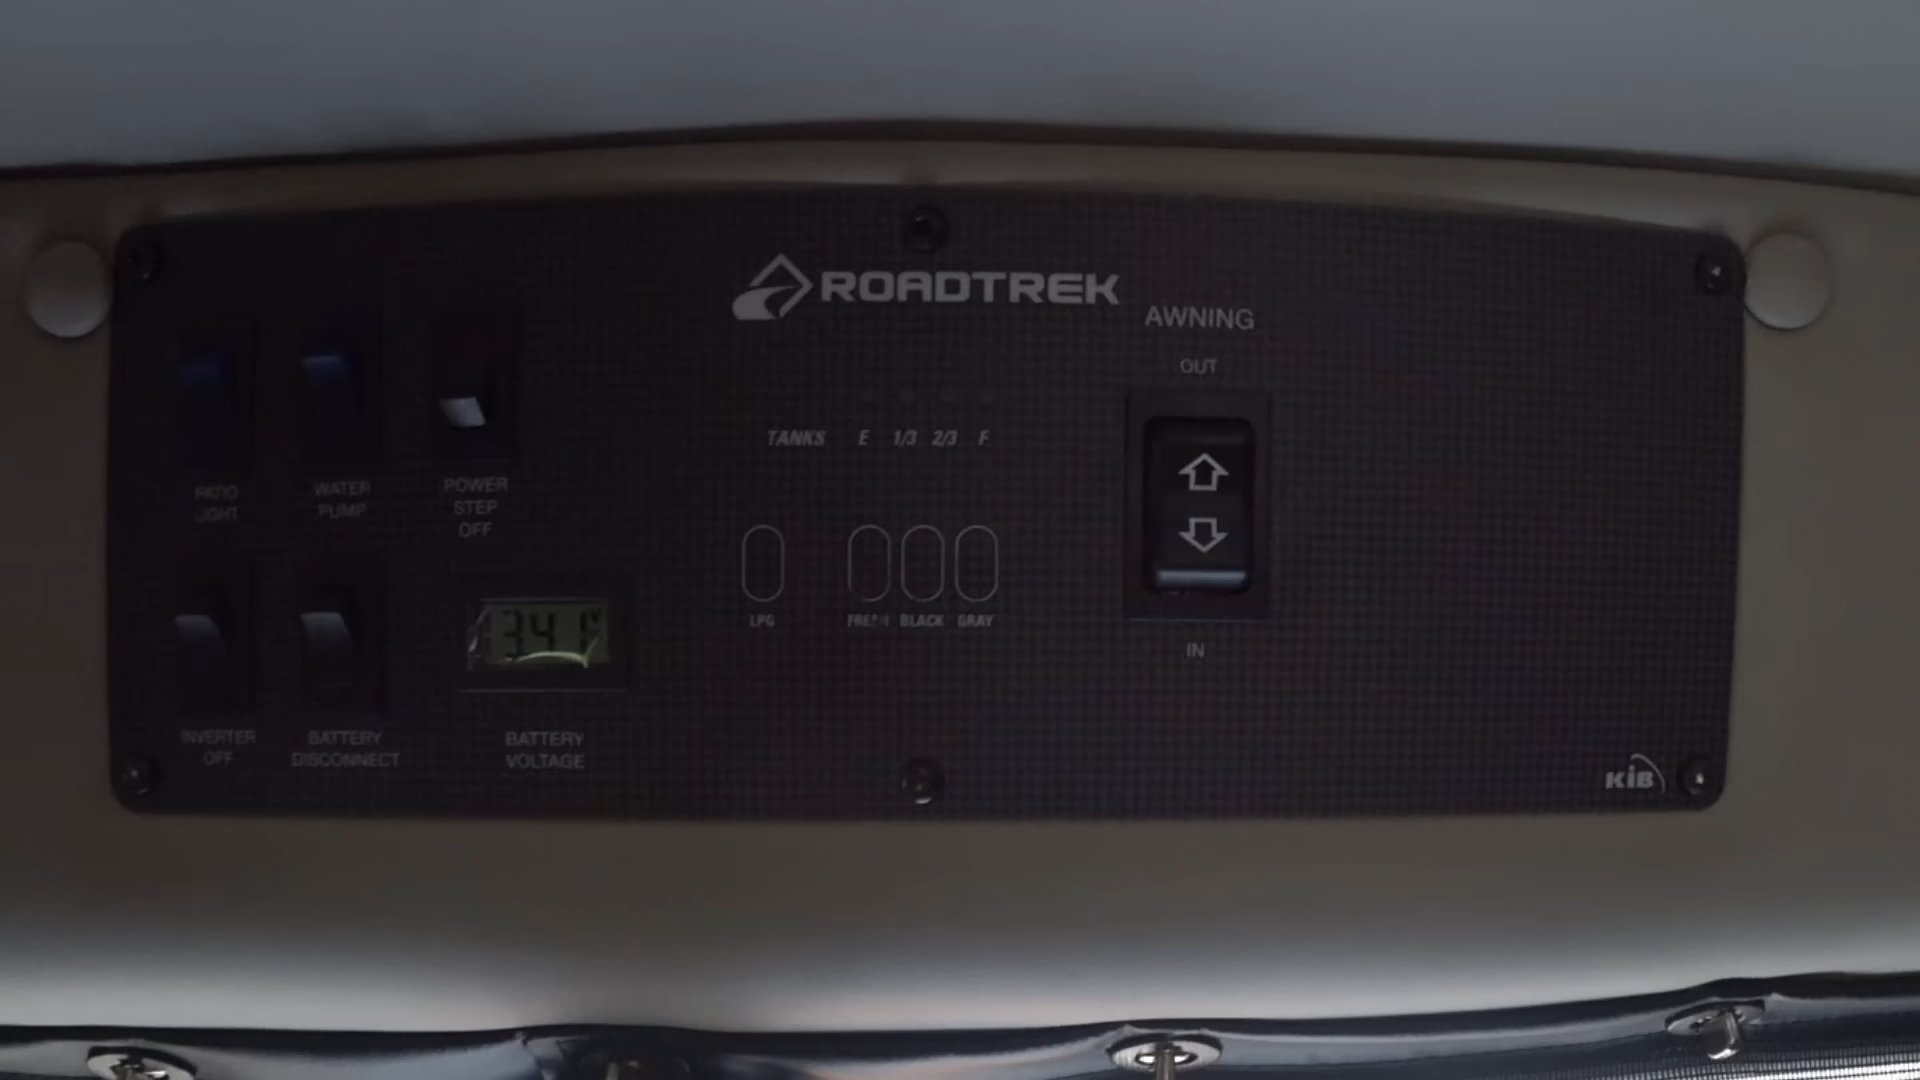 ROADTREK
AWNING
OUT
TANKS E 1/3 2/3 F
PATIO
LIGHT
WATER
PUMP
POWER
STEP
OFF
LPG
FRESH BLACK GRAY
IN
INVERTER
OFF
BATTERY
DISCONNECT
BATTERY
VOLTAGE
KIB